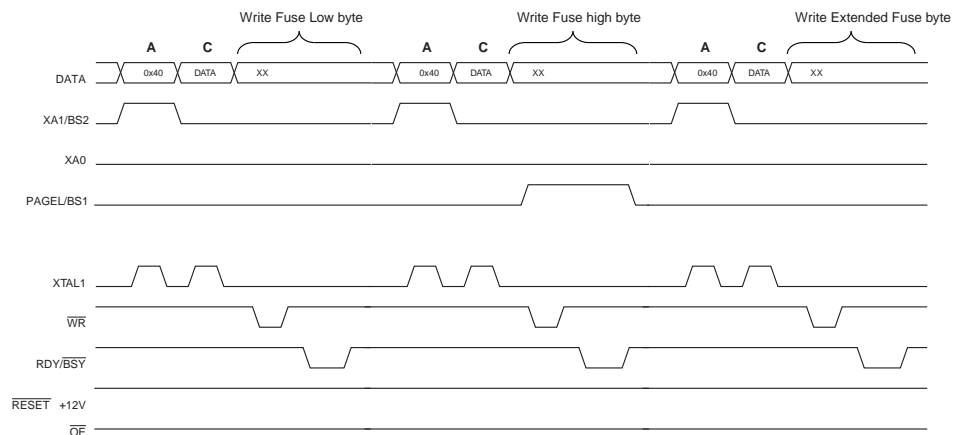 Write Fuse Low byte Write Fuse high byte Write Extended Fuse byte
A C A C A C
DATA 0x40 DATA XX 0x40 DATA XX 0x40 DATA XX
XA1/BS2
XA0
PAGEL/BS1
XTAL1
WR
RDY/BSY
RESET +12V
OE